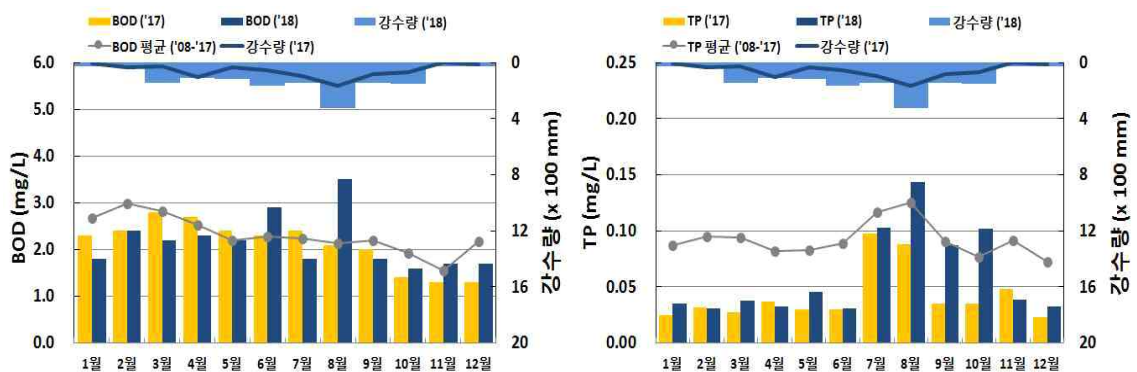 BOD ('17) BOD ('18) 강수량 ('18)
BOD 평균 ('08-'17) 강수량 ('17)
6.0
5.0
4.0
3.0
2.0
1.0
0.0
BOD (mg/L)
0
4
8
12
16
20
강수량 (x 100 mm)
1월 2월 3월 4월 5월 6월 7월 8월 9월 10월 11월 12월
TP ('17) TP ('18) 강수량 ('18)
TP 평균 ('08-'17) 강수량 ('17)
0.25
0.20
0.15
0.10
0.05
0.00
TP (mg/L)
0
4
8
12
16
20
강수량 (x 100 mm)
1월 2월 3월 4월 5월 6월 7월 8월 9월 10월 11월 12월